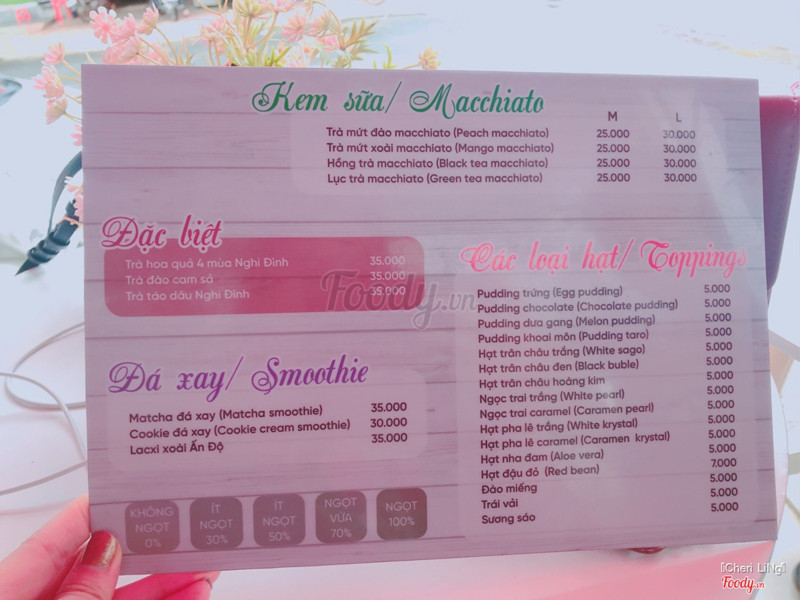 Kem sữa/ Macchiato
M L
Trà mứt đào macchiato (Peach macchiato) 25.000 30.000
Trà mứt xoài macchiato (Mango macchiato) 25.000 30.000
Hồng trà macchiato (Black tea macchiato) 25.000 30.000
Lục trà macchiato (Green tea macchiato) 25.000 30.000
Đặc biệt
Trà hoa quả 4 mùa Nghi Đình 35.000
Trà đào cam sả 35.000
Trà táo dâu Nghi Đình 35.000
Đá xay/ Smoothie
Matcha đá xay (Matcha smoothie) 35.000
Cookie đá xay (Cookie cream smoothie) 30.000
Lacxi xoài Ấn Độ 35.000
KHÔNG NGỌT 0%
ÍT NGỌT 30%
ÍT NGỌT 50%
NGỌT VỪA 70%
NGỌT 100%
Các loại hạt/ Toppings
Pudding trứng (Egg pudding) 5.000
Pudding chocolate (Chocolate pudding) 5.000
Pudding dưa gang (Melon pudding) 5.000
Pudding khoai môn (Pudding taro) 5.000
Hạt trân châu trắng (White sago) 5.000
Hạt trân châu đen (Black buble) 5.000
Hạt trân châu hoàng kim 5.000
Ngọc trai trắng (White pearl) 5.000
Ngọc trai caramel (Caramen pearl) 5.000
Hạt pha lê trắng (White krystal) 5.000
Hạt pha lê caramel (Caramen krystal) 5.000
Hạt nha đam (Aloe vera) 5.000
Hạt đậu đỏ (Red bean) 7.000
Đào miếng 5.000
Trái vải 5.000
Sương sáo 5.000
Foody.vn
[Cheri LiNg]
Foody.vn